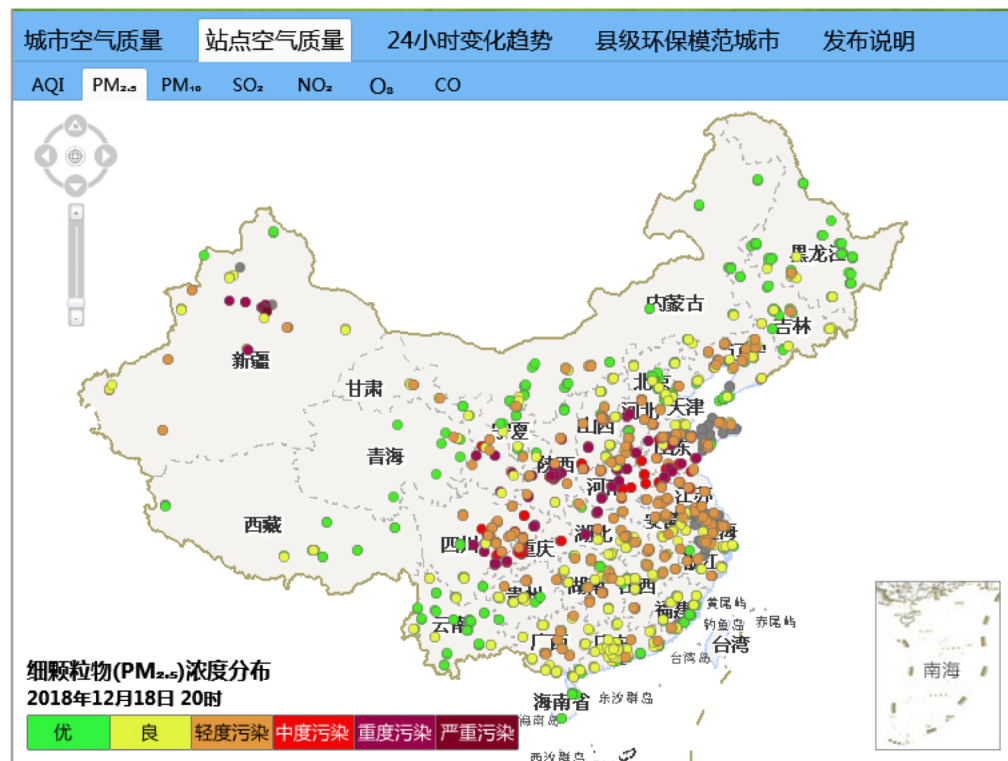 城市空气质量 站点空气质量 24小时变化趋势 县级环保模范城市 发布说明
AQI PM₂.₅ PM₁₀ SO₂ NO₂ O₃ CO
黑龙江
内蒙古
吉林
辽宁
新疆
北京
甘肃
河北 天津
山西
宁夏
山东
青海
陕西
河南
江苏
西藏
安徽 上海
湖北
四川 重庆
浙江
湖南 江西
贵州
福建 黄尾屿
钓鱼岛 赤尾屿
云南
广西 广东 台湾
台湾岛
细颗粒物(PM₂.₅)浓度分布
南海
2018年12月18日 20时
海南省 东沙群岛
海南岛
优 良 轻度污染 中度污染 重度污染 严重污染
西沙群岛